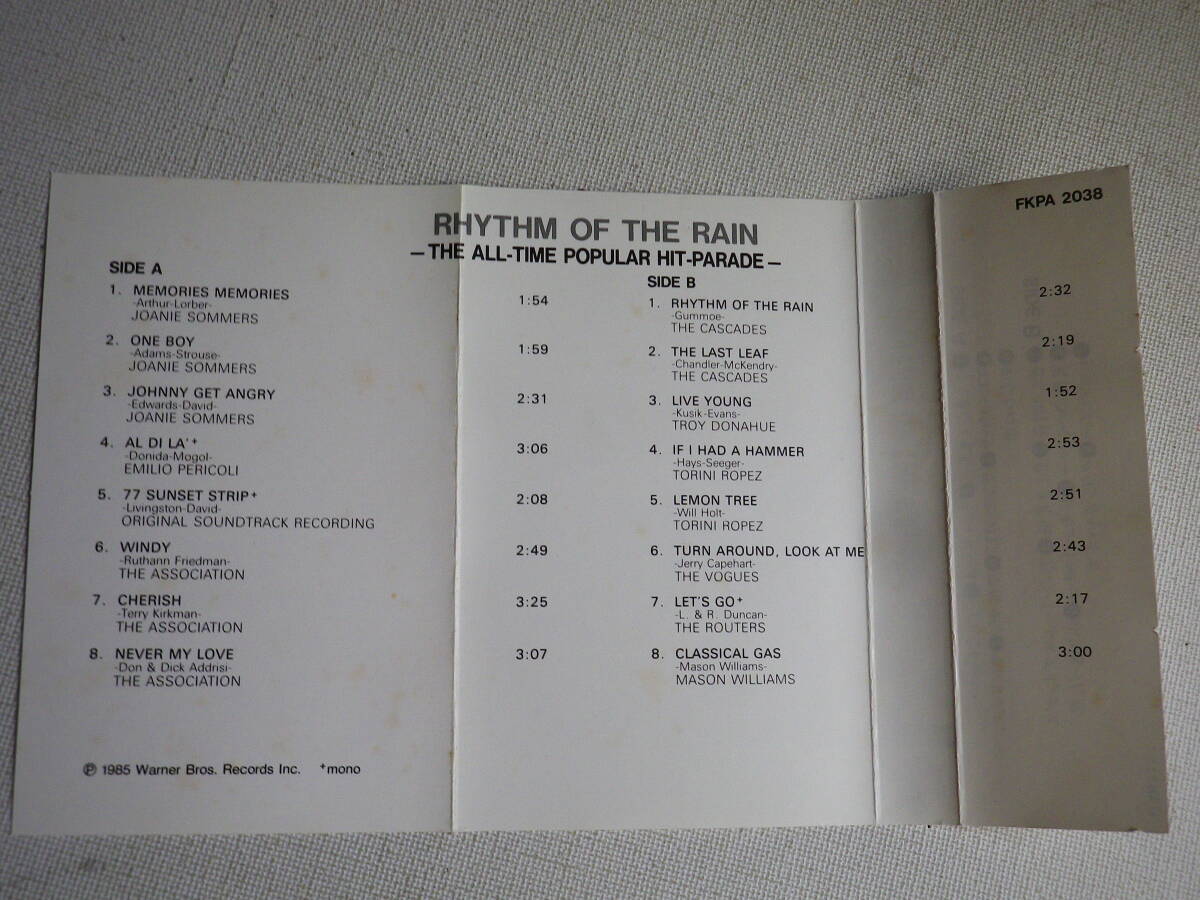 FKPA 2038
RHYTHM OF THE RAIN
—THE ALL-TIME POPULAR HIT-PARADE—
SIDE A
1. MEMORIES MEMORIES 1:54
-Arthur-Lorber-
JOANIE SOMMERS
2. ONE BOY 1:59
-Adams-Strouse-
JOANIE SOMMERS
3. JOHNNY GET ANGRY 2:31
-Edwards-David-
JOANIE SOMMERS
4. AL DI LA'+ 3:06
-Donida-Mogol-
EMILIO PERICOLI
5. 77 SUNSET STRIP+ 2:08
-Livingston-David-
ORIGINAL SOUNDTRACK RECORDING
6. WINDY 2:49
-Ruthann Friedman-
THE ASSOCIATION
7. CHERISH 3:25
-Terry Kirkman-
THE ASSOCIATION
8. NEVER MY LOVE 3:07
-Don & Dick Addrisi-
THE ASSOCIATION
SIDE B
1. RHYTHM OF THE RAIN 2:32
-Gummoe-
THE CASCADES
2. THE LAST LEAF 2:19
-Chandler-McKendry-
THE CASCADES
3. LIVE YOUNG 1:52
-Kusik-Evans-
TROY DONAHUE
4. IF I HAD A HAMMER 2:53
-Hays-Seeger-
TORINI ROPEZ
5. LEMON TREE 2:51
-Will Holt-
TORINI ROPEZ
6. TURN AROUND, LOOK AT ME 2:43
-Jerry Capehart-
THE VOGUES
7. LET'S GO+ 2:17
-L. & R. Duncan-
THE ROUTERS
8. CLASSICAL GAS 3:00
-Mason Williams-
MASON WILLIAMS
℗ 1985 Warner Bros. Records Inc. +mono